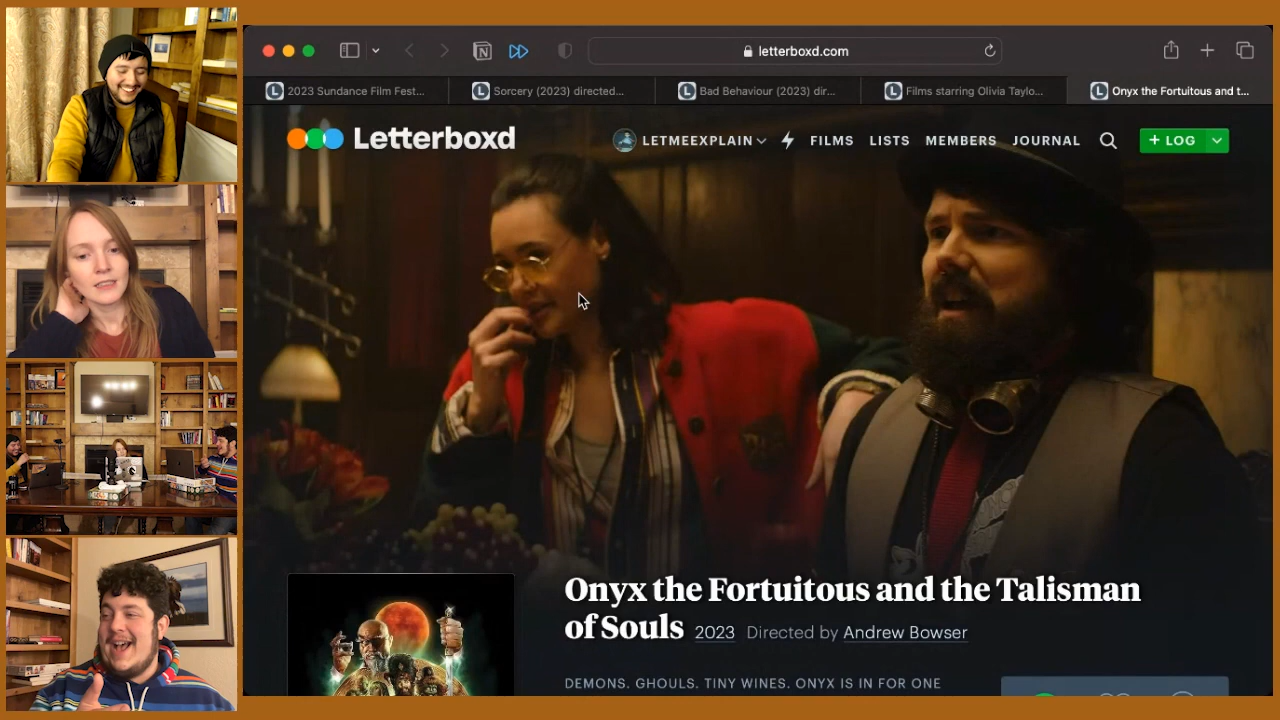 letterboxd.com
2023 Sundance Film Fest...
Sorcery (2023) directed...
Bad Behaviour (2023) dir...
Films starring Olivia Taylo...
Onyx the Fortuitous and t...
Letterboxd
LETMEEXPLAIN
FILMS
LISTS
MEMBERS
JOURNAL
+ LOG
Onyx the Fortuitous and the Talisman
of Souls 2023 Directed by Andrew Bowser
DEMONS. GHOULS. TINY WINES. ONYX IS IN FOR ONE